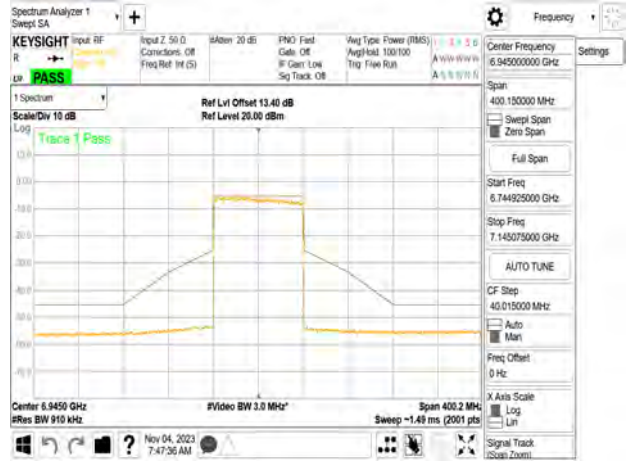 Spectrum Analyzer 1
Swept SA
+
Frequency
KEYSIGHT
Input: RF
Input Z: 50 Ω
#Atten: 20 dB
PNO: Fast
Avg Type: Power (RMS)
Corrections: Off
Gate: Off
Avg|Hold: 100/100
R
Freq Ref: Int (S)
IF Gain: Low
Trig: Free Run
Sig Track: Off
PASS
Center Frequency
6.945000000 GHz
Settings
Span
400.150000 MHz
Swept Span
Zero Span
Full Span
Start Freq
6.744925000 GHz
Stop Freq
7.145075000 GHz
AUTO TUNE
CF Step
40.015000 MHz
Auto
Man
Freq Offset
0 Hz
X Axis Scale
Log
Lin
Signal Track
(Span Zoom)
1 Spectrum
Ref Lvl Offset 13.40 dB
Scale/Div 10 dB
Ref Level 20.00 dBm
Log
Trace 1 Pass
Center 6.9450 GHz
#Video BW 3.0 MHz*
Span 400.2 MHz
#Res BW 910 kHz
Sweep ~1.49 ms (2001 pts
?
Nov 04, 2023
7:47:36 AM